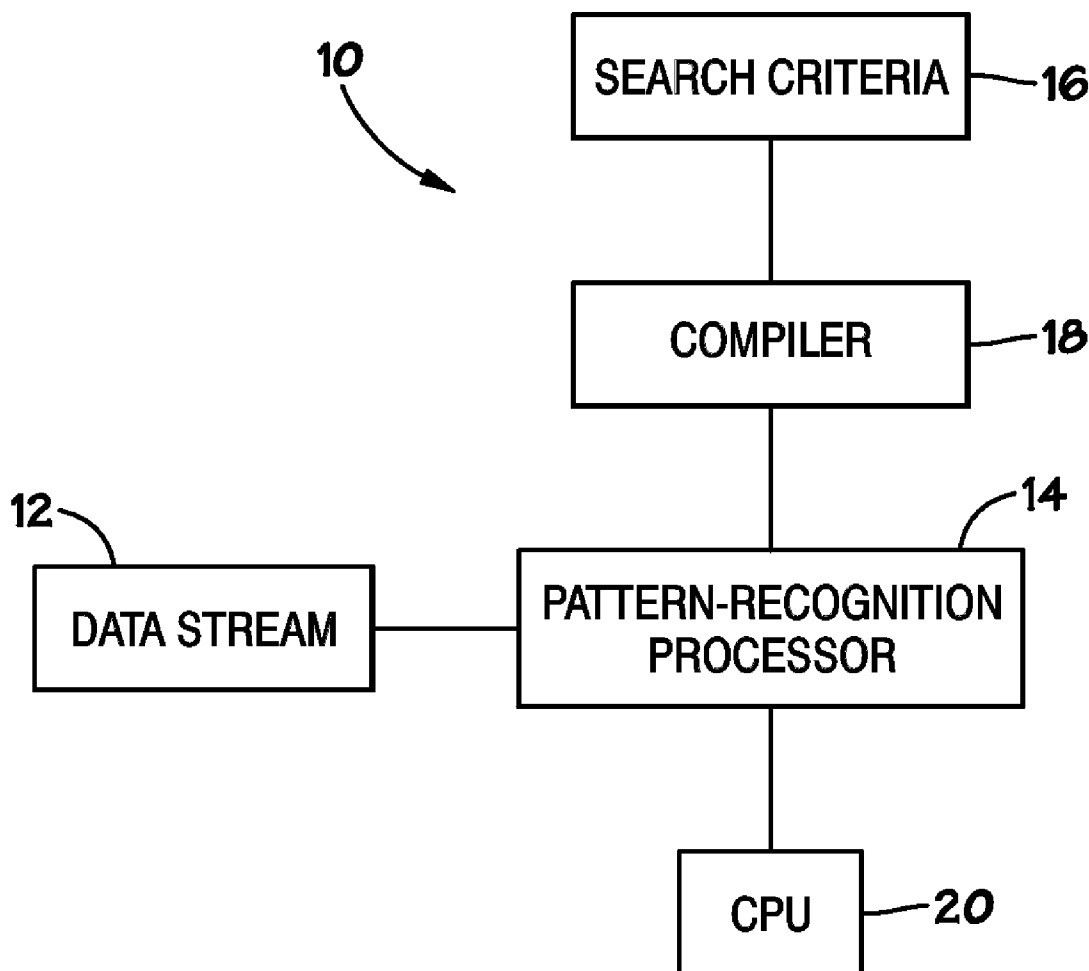 10
SEARCH CRITERIA
16
COMPILER
18
12
14
DATA STREAM
PATTERN-RECOGNITION
PROCESSOR
CPU
20